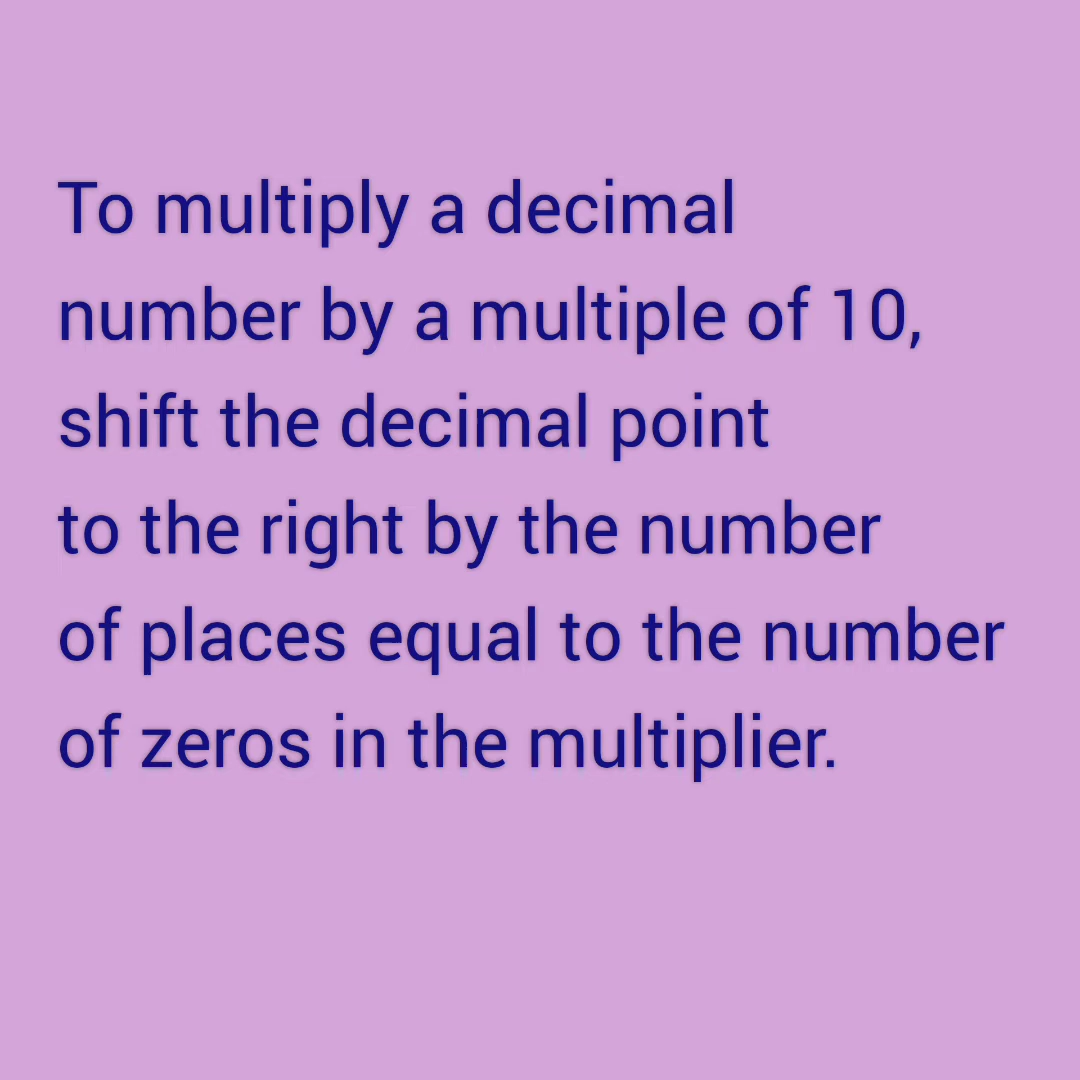 To multiply a decimal
number by a multiple of 10,
shift the decimal point
to the right by the number
of places equal to the number
of zeros in the multiplier.